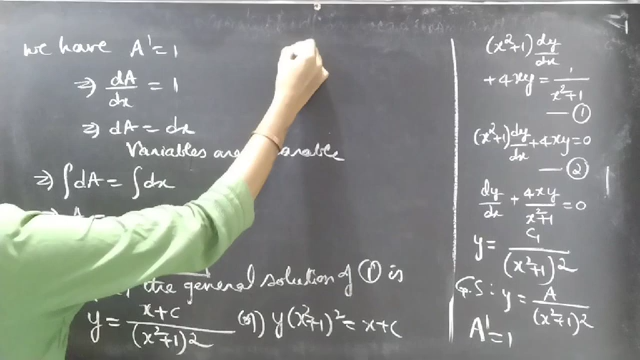 we have A' = 1
⇒ dA/dx = 1
⇒ dA = dx
Variables are
⇒ ∫dA = ∫dx
⇒ A =
the general solution of ① is
y = x+c/(x²+1)² (or) y(x²+1)² = x+c
(x²+1) dy/dx
+ 4xy = 1/x²+1
— ①
(x²+1) dy/dx + 4xy = 0
— ②
dy/dx + 4xy/x²+1 = 0
y = C₁/(x²+1)²
G.S: y = A/(x²+1)²
A' = 1